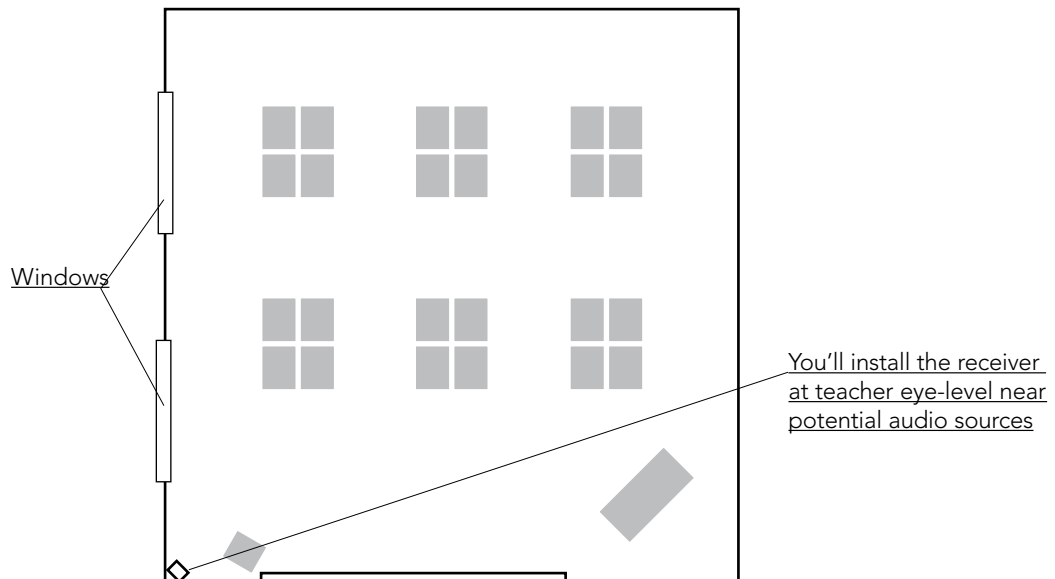 Windows
You’ll install the receiver
at teacher eye-level near
potential audio sources